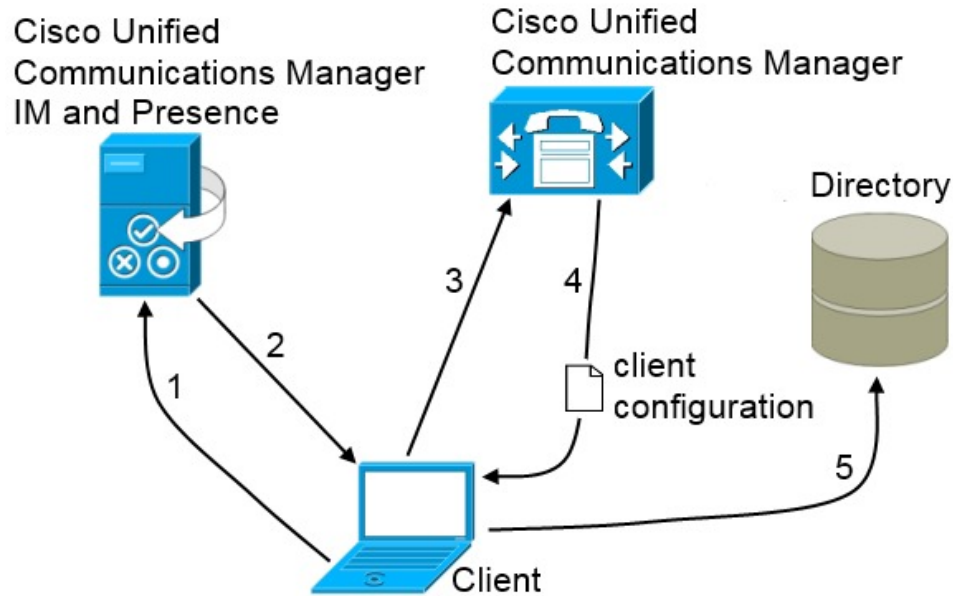 Cisco Unified
Communications Manager
IM and Presence
Cisco Unified
Communications Manager
Directory
3
4
2
1
client
configuration
5
Client